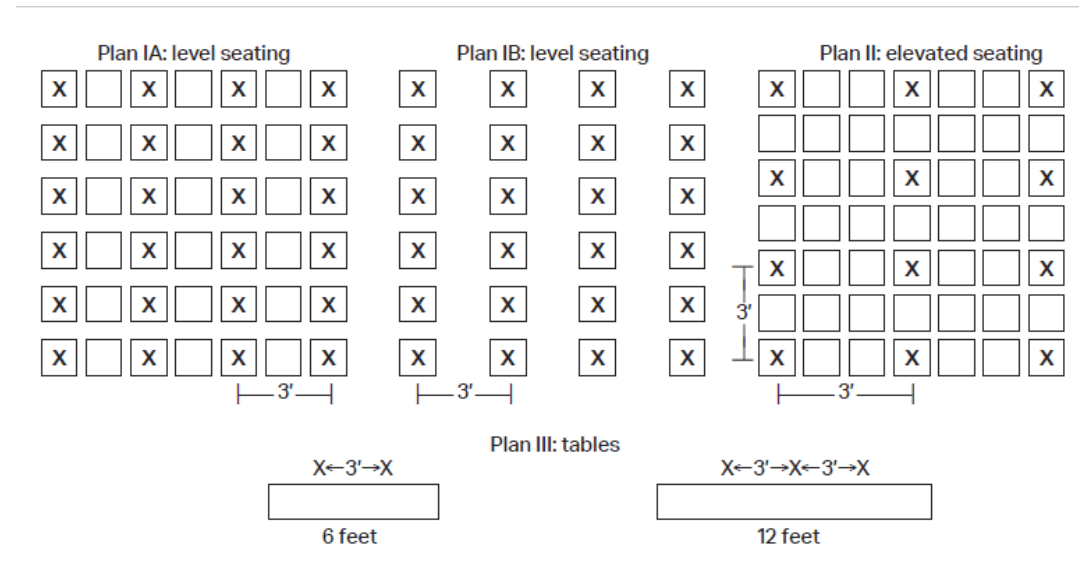 Plan IA: level seating Plan IB: level seating Plan II: elevated seating
X X X X X X X X X X X
X X X X X X X X
X X X X X X X X X X X
X X X X X X X X
X X X
3'
X X X X X X X X
X X X X X X X X X X X
3' 3' 3'
Plan III: tables
X←3'→X X←3'→X←3'→X
6 feet 12 feet